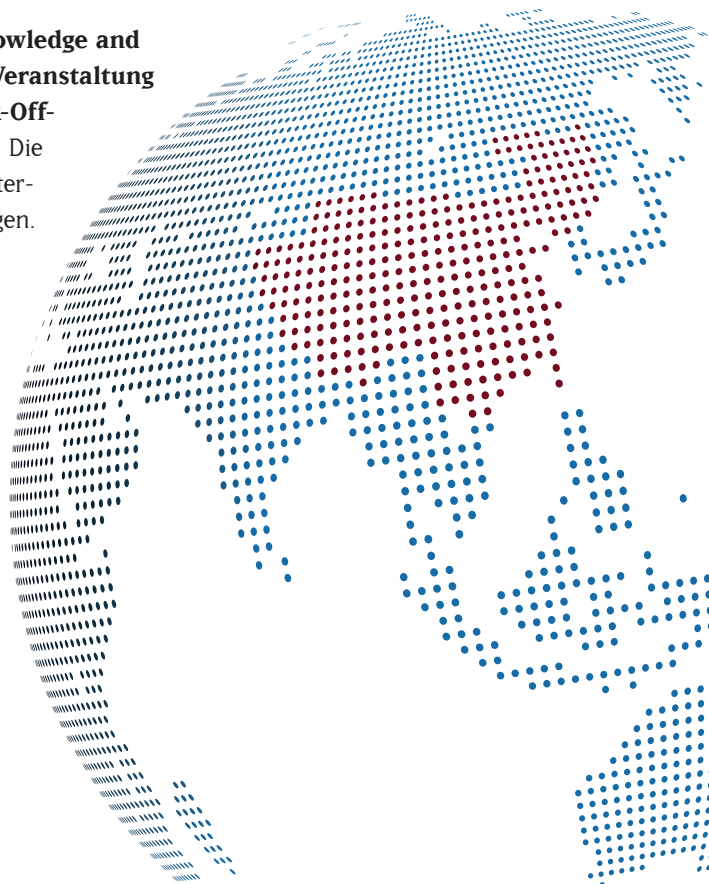 owledge and
Veranstaltung
-Off-
Die
ter-
gen.